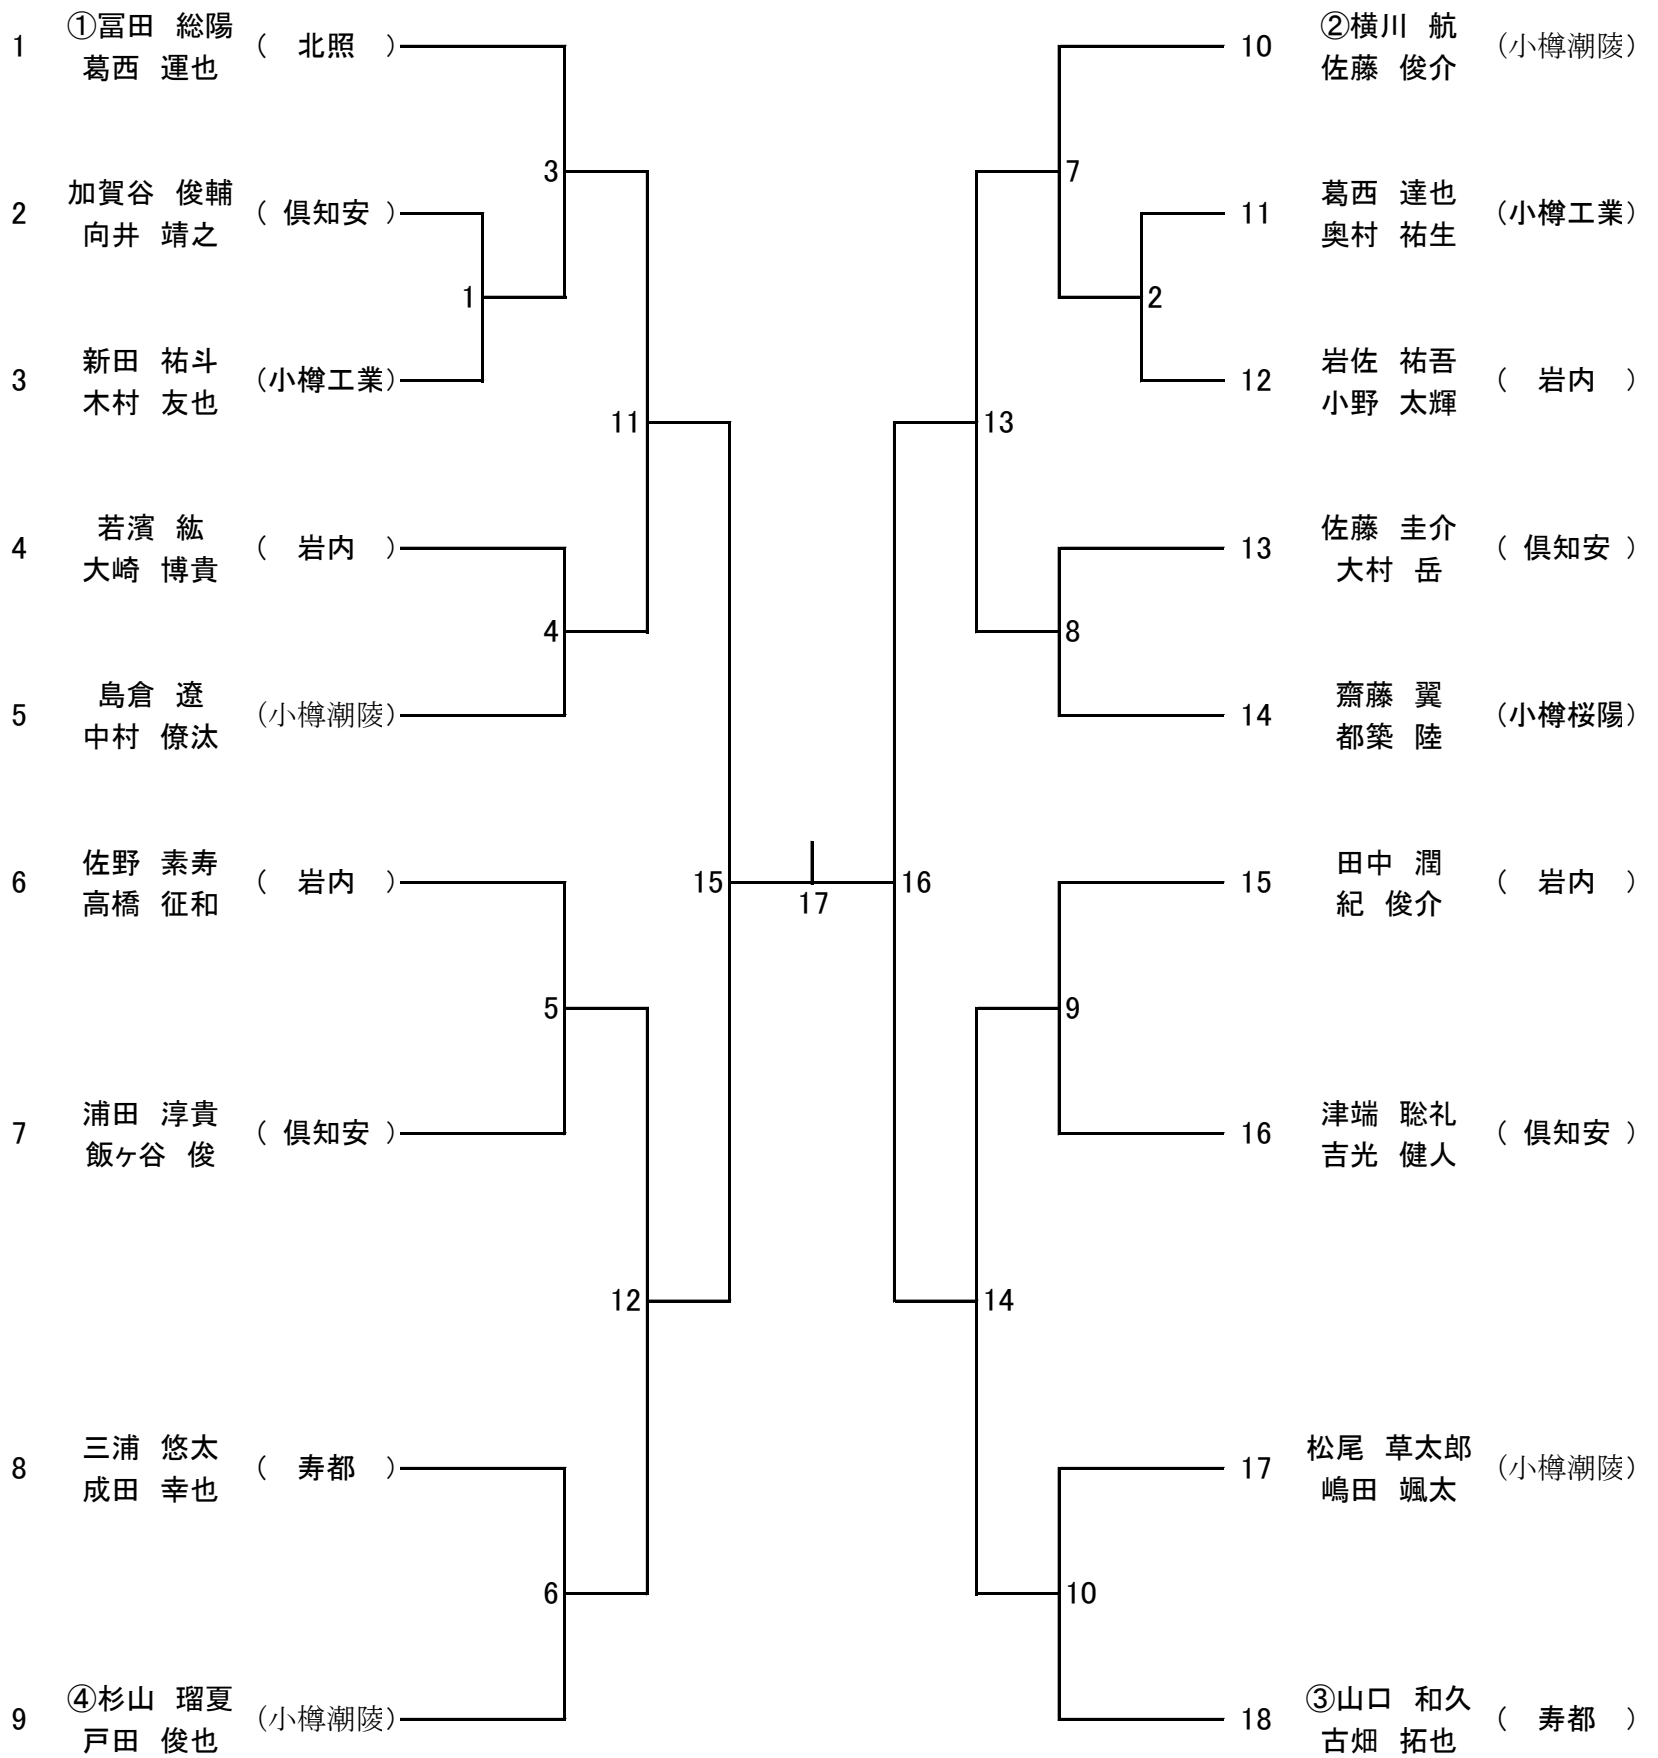 ①冨田 総陽
1 ( 北照 )
葛西 運也
加賀谷 俊輔
2 ( 倶知安 )
向井 靖之
新田 祐斗
3 (小樽工業)
木村 友也
若濱 紘
4 ( 岩内 )
大崎 博貴
島倉 遼
5 (小樽潮陵)
中村 僚汰
佐野 素寿
6 ( 岩内 )
高橋 征和
浦田 淳貴
7 ( 倶知安 )
飯ヶ谷 俊
三浦 悠太
8 ( 寿都 )
成田 幸也
④杉山 瑠夏
9 (小樽潮陵)
戸田 俊也
1
3
4
5
6
11
12
15
17
16
13
14
7
2
8
9
10
②横川 航
10 (小樽潮陵)
佐藤 俊介
葛西 達也
11 (小樽工業)
奥村 祐生
岩佐 祐吾
12 ( 岩内 )
小野 太輝
佐藤 圭介
13 ( 倶知安 )
大村 岳
齋藤 翼
14 (小樽桜陽)
都築 陸
田中 潤
15 ( 岩内 )
紀 俊介
津端 聡礼
16 ( 倶知安 )
吉光 健人
松尾 草太郎
17 (小樽潮陵)
嶋田 颯太
③山口 和久
18 ( 寿都 )
古畑 拓也